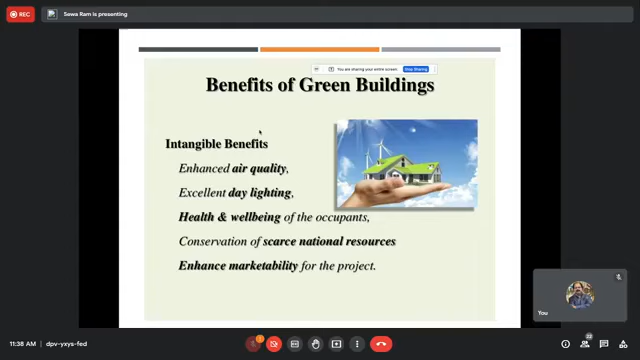 REC
Sewa Ram is presenting
You are sharing your entire screen.
Stop Sharing
Benefits of Green Buildings
Intangible Benefits
Enhanced air quality,
Excellent day lighting,
Health & wellbeing of the occupants,
Conservation of scarce national resources
Enhance marketability for the project.
You
11:38 AM
dpv-yxys-fed
22